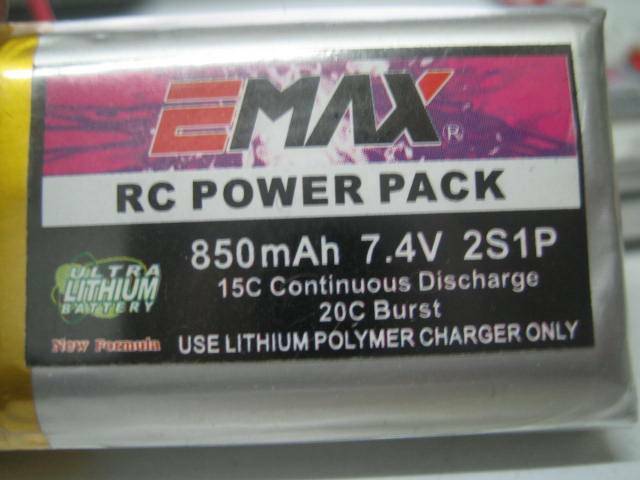 EMAX®
RC POWER PACK
850mAh 7.4V 2S1P
15C Continuous Discharge
20C Burst
USE LITHIUM POLYMER CHARGER ONLY
ULTRA
LITHIUM
BATTERY
New Formula